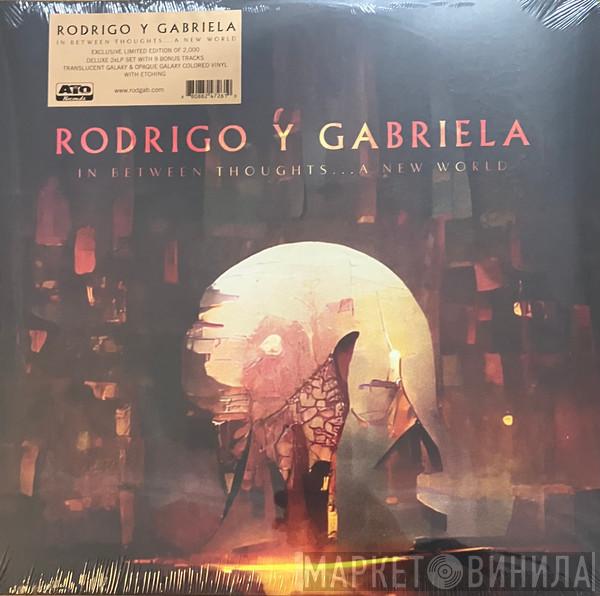 RODRIGO Y GABRIELA
IN BETWEEN THOUGHTS...A NEW WORLD
EXCLUSIVE LIMITED EDITION OF 2,000
DELUXE 2xLP SET WITH 9 BONUS TRACKS
TRANSLUCENT GALAXY & OPAQUE GALAXY COLORED VINYL
WITH ETCHING
ATO
Records
www.rodgab.com
RODRIGO Y GABRIELA
IN BETWEEN THOUGHTS...A NEW WORLD
МАРКЕТ ВИНИЛА